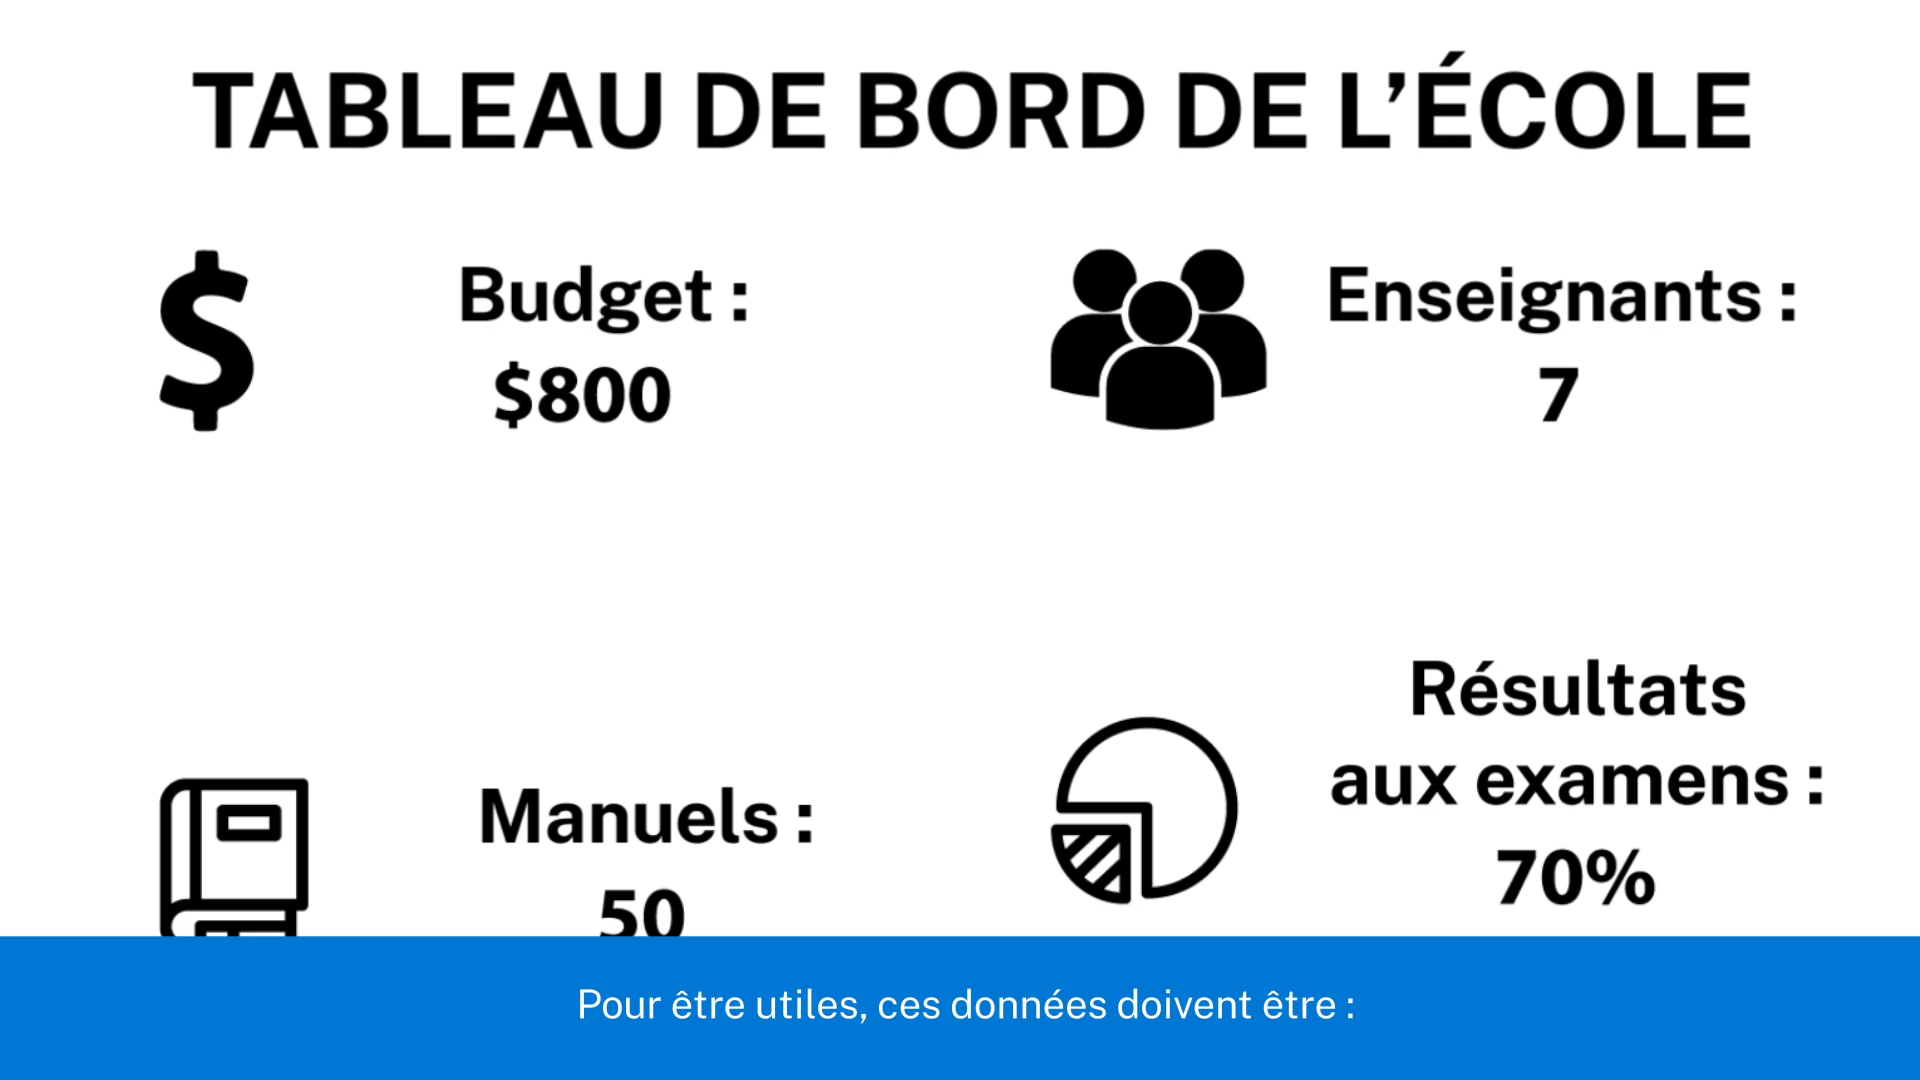 TABLEAU DE BORD DE L’ÉCOLE
Budget :
$800
Enseignants :
7
Manuels :
50
Résultats
aux examens :
70%
Pour être utiles, ces données doivent être :